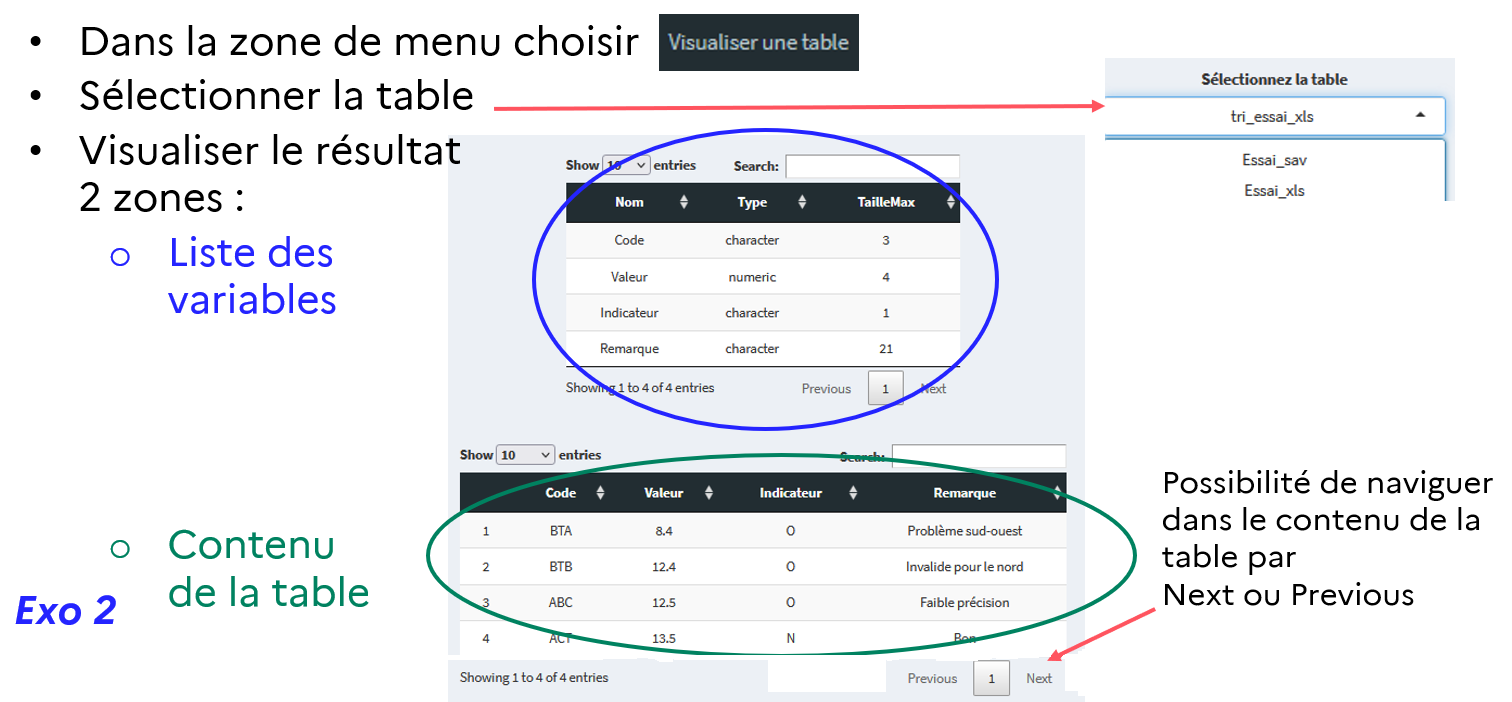 • Dans la zone de menu choisir Visualiser une table
• Sélectionner la table
Sélectionnez la table
tri_essai_xls
Essai_sav
Essai_xls
• Visualiser le résultat
2 zones :
o Liste des
variables
Show 10 entries Search:
Nom Type TailleMax
Code character 3
Valeur numeric 4
Indicateur character 1
Remarque character 21
Showing 1 to 4 of 4 entries Previous 1 Next
o Contenu
de la table
Exo 2
Show 10 entries Search:
Code Valeur Indicateur Remarque
1 BTA 8.4 O Problème sud-ouest
2 BTB 12.4 O Invalide pour le nord
3 ABC 12.5 O Faible précision
4 ACT 13.5 N Bon
Showing 1 to 4 of 4 entries Previous 1 Next
Possibilité de naviguer
dans le contenu de la
table par
Next ou Previous